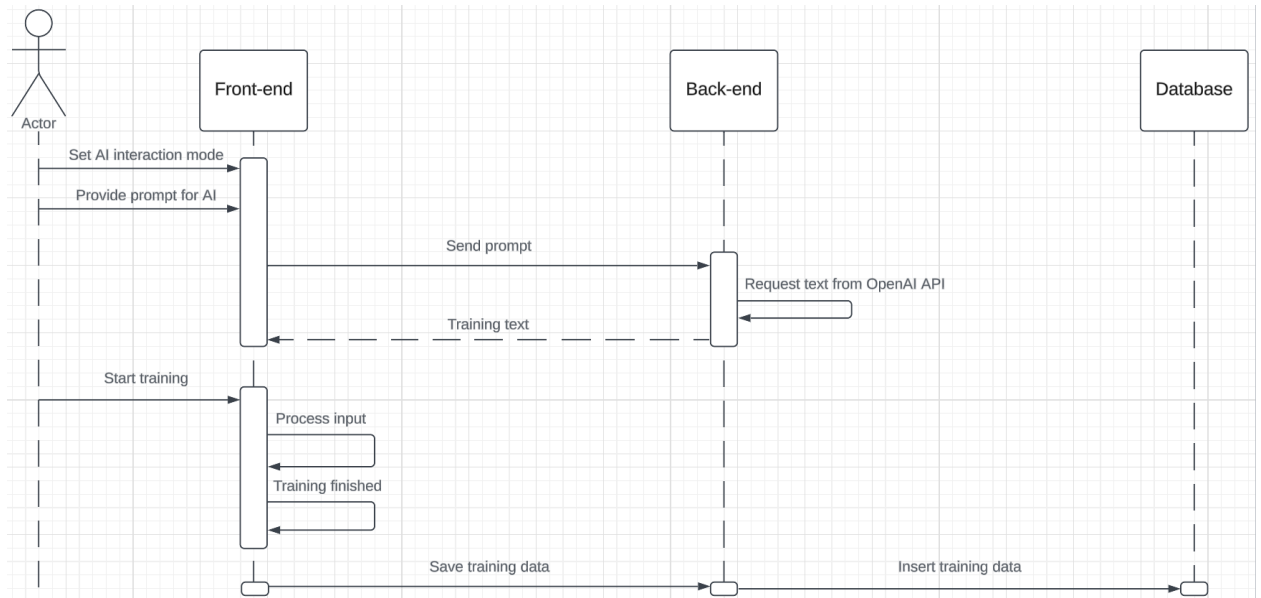 Front-end
Back-end
Database
Actor
Set AI interaction mode
Provide prompt for AI
Send prompt
Request text from OpenAI API
Training text
Start training
Process input
Training finished
Save training data
Insert training data